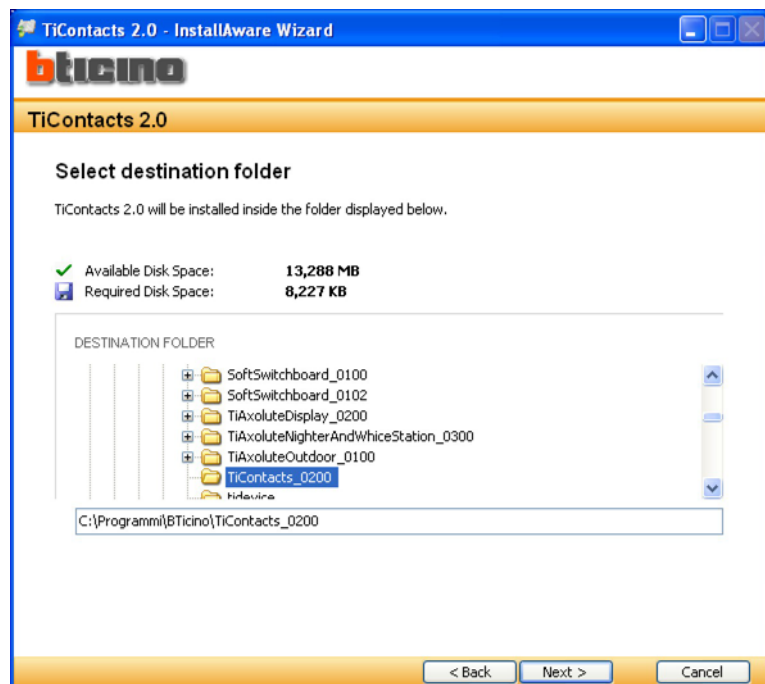 TiContacts 2.0 - InstallAware Wizard
bticino
TiContacts 2.0
Select destination folder
TiContacts 2.0 will be installed inside the folder displayed below.
Available Disk Space: 13,288 MB
Required Disk Space: 8,227 KB
DESTINATION FOLDER
SoftSwitchboard_0100
SoftSwitchboard_0102
TiAxoluteDisplay_0200
TiAxoluteNighterAndWhiceStation_0300
TiAxoluteOutdoor_0100
TiContacts_0200
tidevice
C:\Programmi\BTicino\TiContacts_0200
< Back Next > Cancel